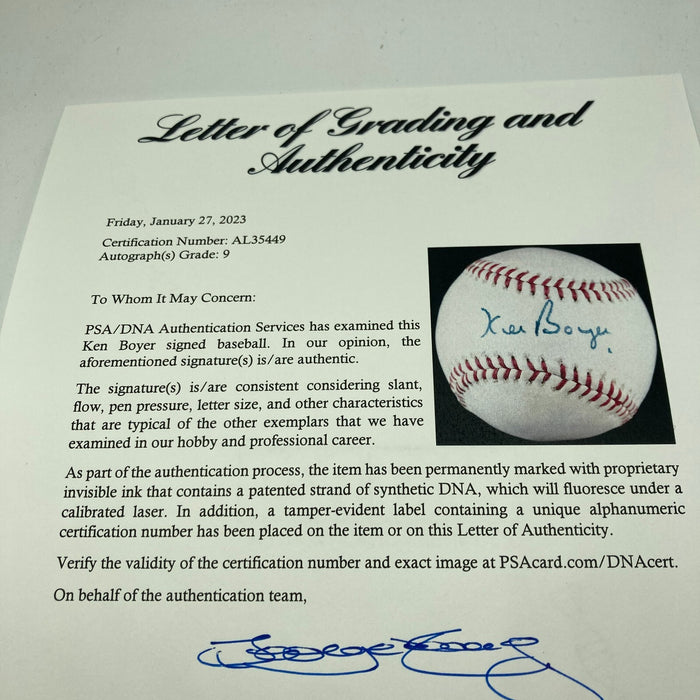 Letter of Grading and
Authenticity
Friday, January 27, 2023
Certification Number: AL35449
Autograph(s) Grade: 9
To Whom It May Concern:
PSA/DNA Authentication Services has examined this
Ken Boyer signed baseball. In our opinion, the
aforementioned signature(s) is/are authentic.
The signature(s) is/are consistent considering slant,
flow, pen pressure, letter size, and other characteristics
that are typical of the other exemplars that we have
examined in our hobby and professional career.
Ken Boyer
As part of the authentication process, the item has been permanently marked with proprietary
invisible ink that contains a patented strand of synthetic DNA, which will fluoresce under a
calibrated laser. In addition, a tamper-evident label containing a unique alphanumeric
certification number has been placed on the item or on this Letter of Authenticity.
Verify the validity of the certification number and exact image at PSAcard.com/DNAcert.
On behalf of the authentication team,